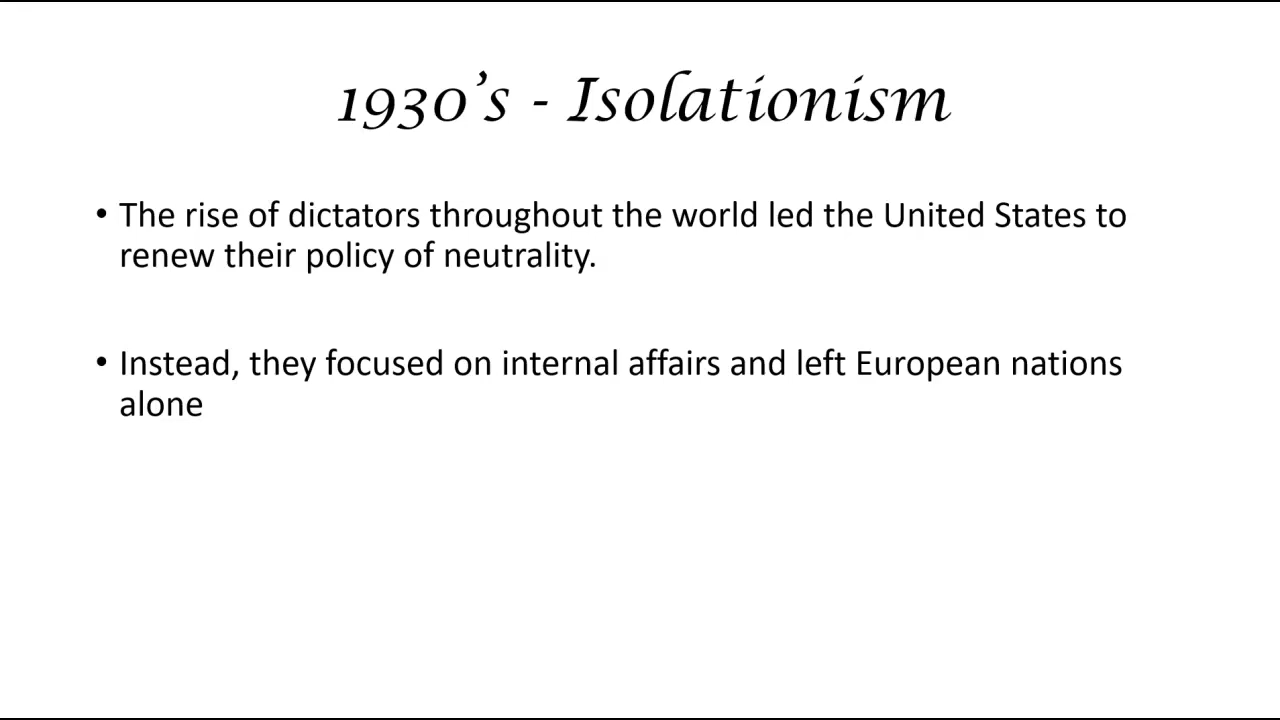 1930’s - Isolationism
• The rise of dictators throughout the world led the United States to
renew their policy of neutrality.
• Instead, they focused on internal affairs and left European nations
alone